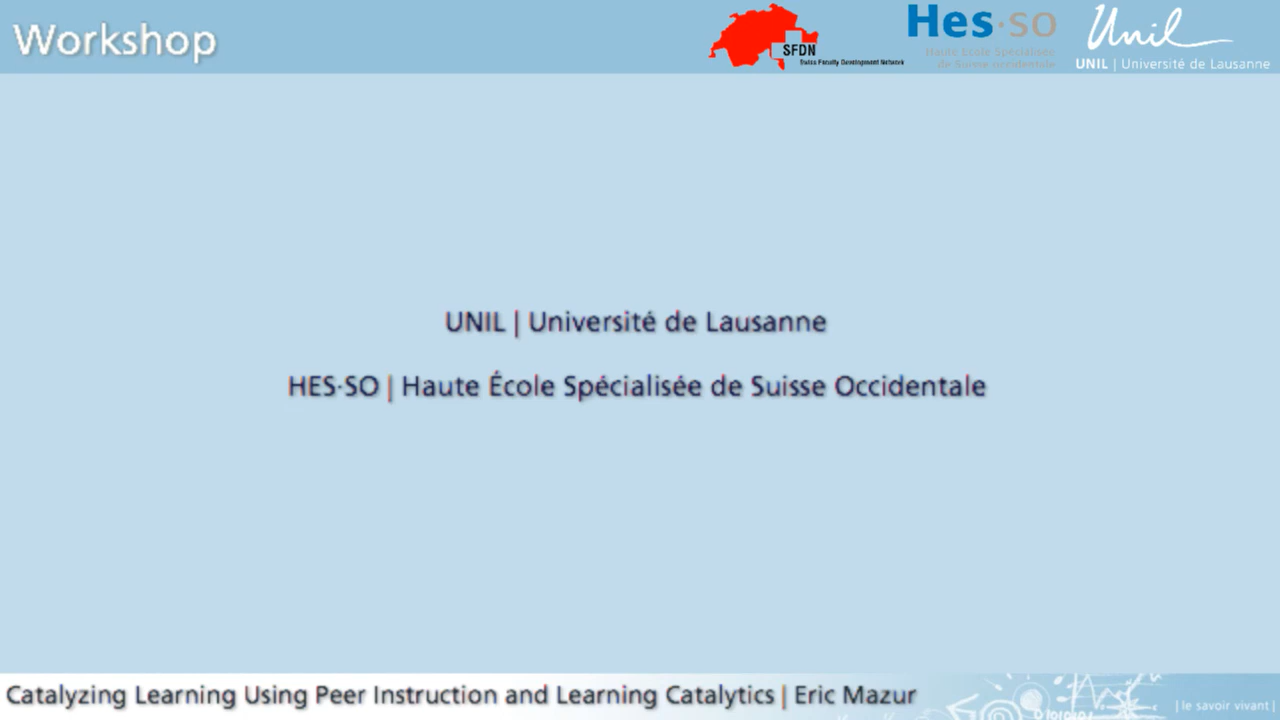 Workshop
SFDN
Swiss Faculty Development Network
Hes·so
Haute Ecole Spécialisée
de Suisse occidentale
Unil
UNIL | Université de Lausanne
UNIL | Université de Lausanne
HES·SO | Haute École Spécialisée de Suisse Occidentale
Catalyzing Learning Using Peer Instruction and Learning Catalytics | Eric Mazur
| le savoir vivant |